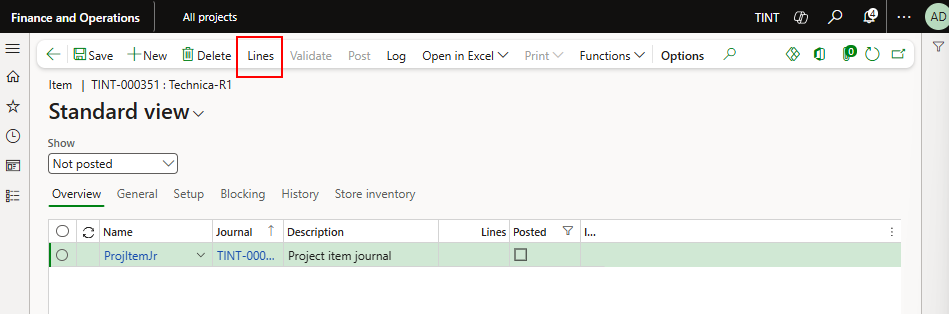 Finance and Operations All projects TINT 4 ... AD
Save New Delete Lines Validate Post Log Open in Excel Print Functions Options 0
Item | TINT-000351 : Technica-R1
Standard view
Show
Not posted
Overview General Setup Blocking History Store inventory
Name Journal Description Lines Posted I...
ProjItemJr TINT-000... Project item journal